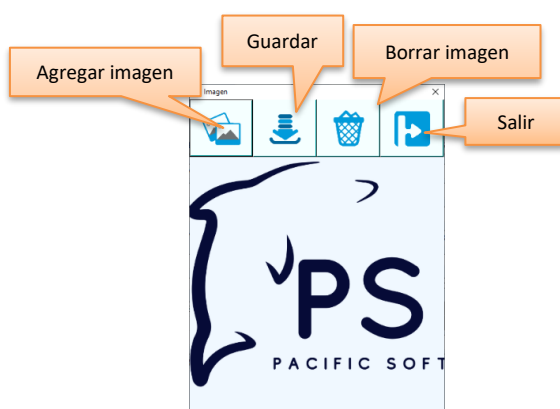 Guardar
Borrar imagen
Agregar imagen
Imagen
Salir
PS
PACIFIC SOFT